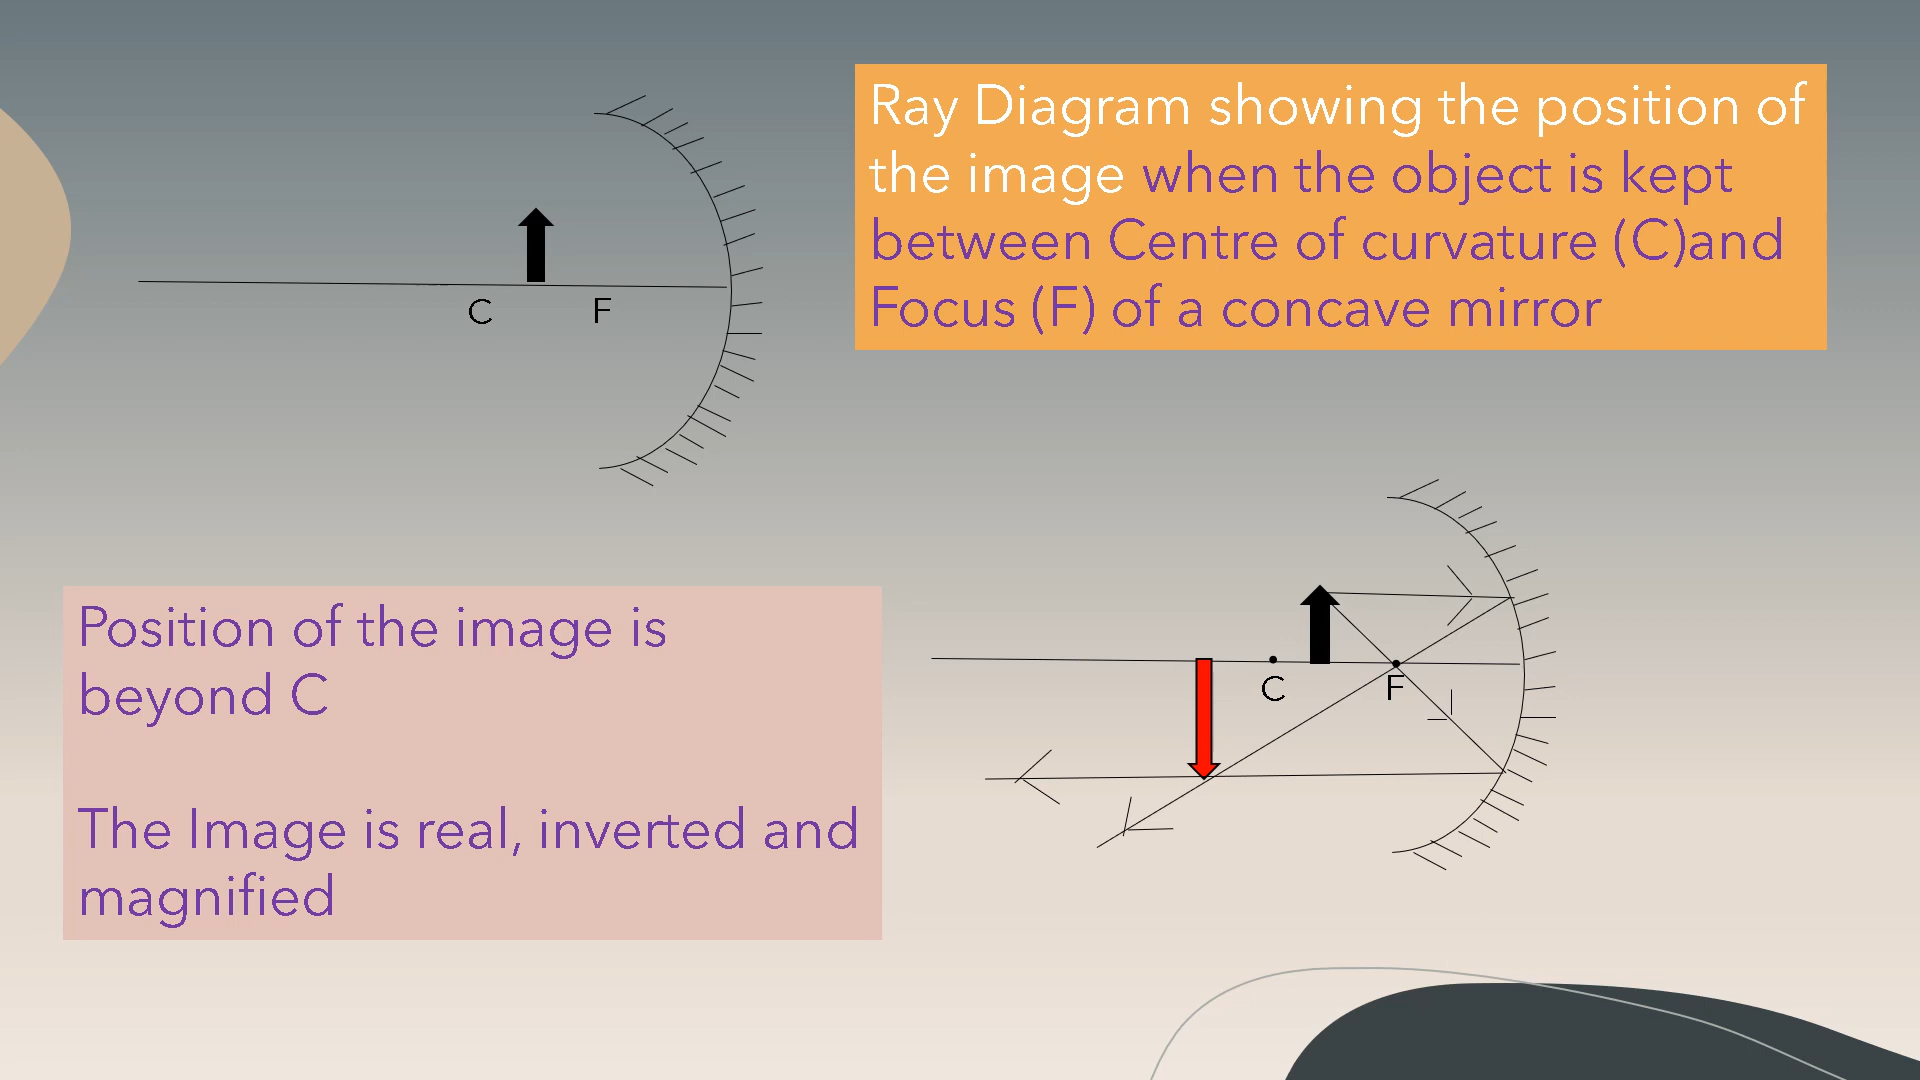 Ray Diagram showing the position of
the image when the object is kept
between Centre of curvature (C)and
Focus (F) of a concave mirror
C
F
Position of the image is
beyond C
The Image is real, inverted and
magnified
C
F